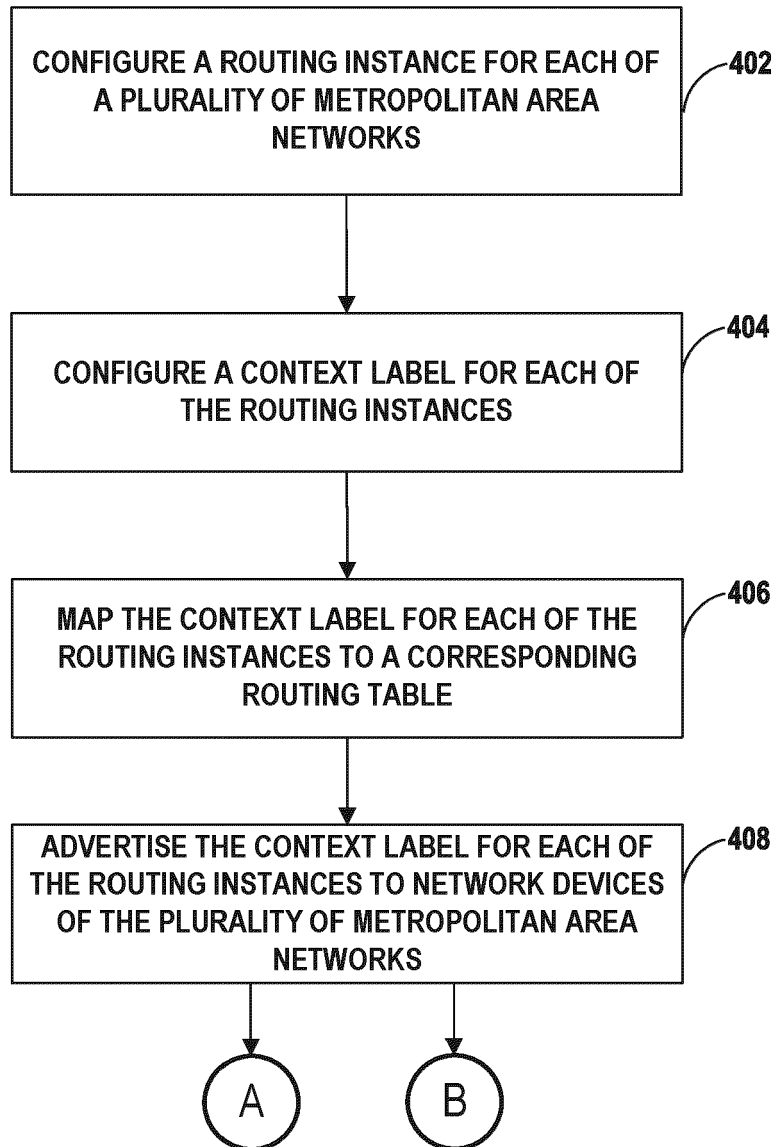 CONFIGURE A ROUTING INSTANCE FOR EACH OF
A PLURALITY OF METROPOLITAN AREA
NETWORKS
402
CONFIGURE A CONTEXT LABEL FOR EACH OF
THE ROUTING INSTANCES
404
MAP THE CONTEXT LABEL FOR EACH OF THE
ROUTING INSTANCES TO A CORRESPONDING
ROUTING TABLE
406
ADVERTISE THE CONTEXT LABEL FOR EACH OF
THE ROUTING INSTANCES TO NETWORK DEVICES
OF THE PLURALITY OF METROPOLITAN AREA
NETWORKS
408
A
B